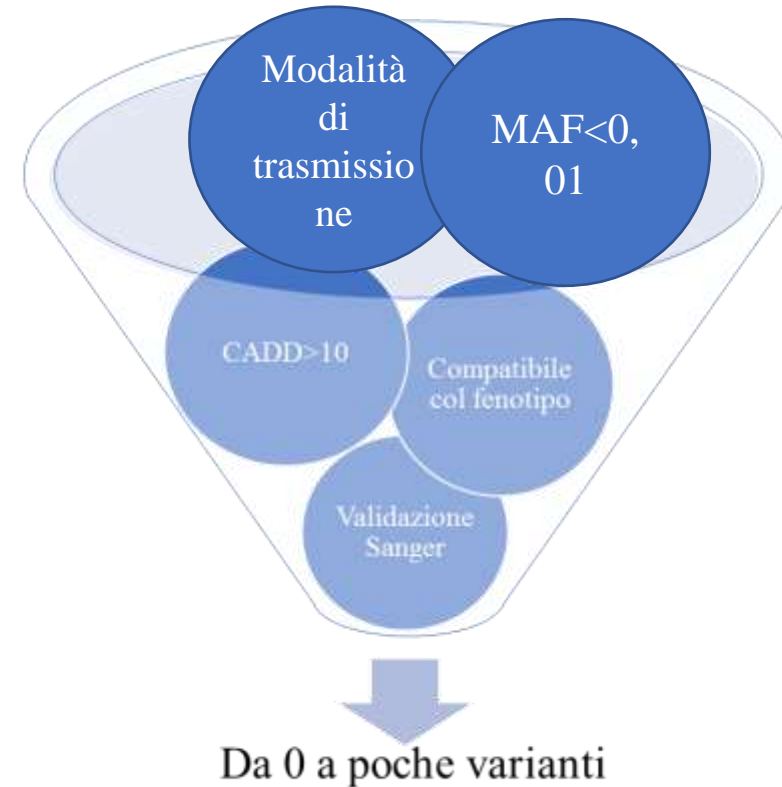 Modalità
di
trasmissio
ne
MAF<0,
01
CADD>10
Compatibile
col fenotipo
Validazione
Sanger
Da 0 a poche varianti